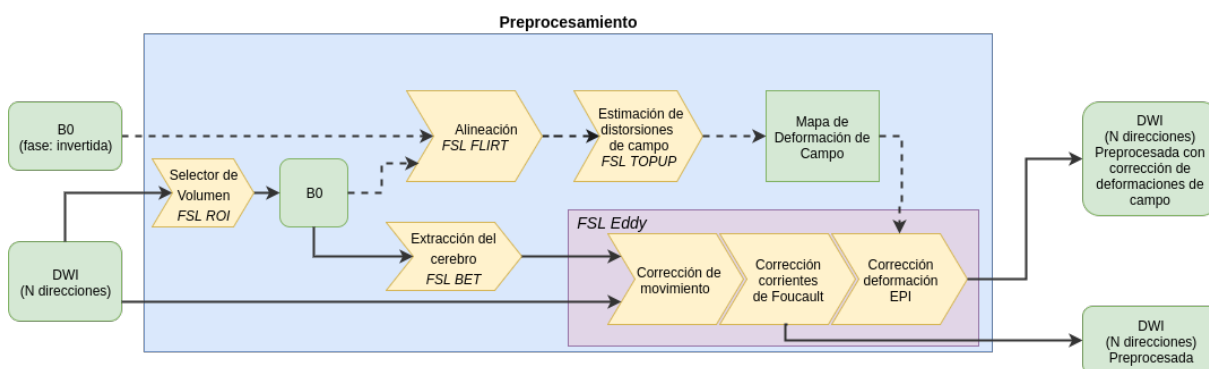 Preprocesamiento
B0
(fase: invertida)
DWI
(N direcciones)
Selector de
Volumen
FSL ROI
B0
Alineación
FSL FLIRT
Estimación de
distorsiones
de campo
FSL TOPUP
Mapa de
Deformación de
Campo
Extracción del
cerebro
FSL BET
FSL Eddy
Corrección de
movimiento
Corrección
corrientes
de Foucault
Corrección
deformación
EPI
DWI
(N direcciones)
Preprocesada con
corrección de
deformaciones de
campo
DWI
(N direcciones)
Preprocesada